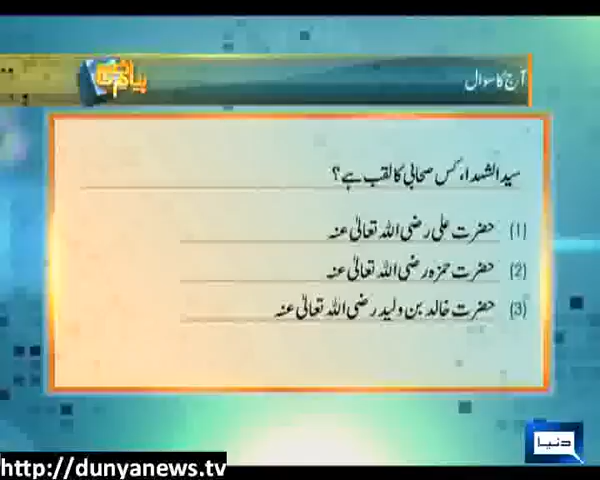 آج کا سوال
سید الشہداء، کس صحابی کا لقب ہے؟
(1) حضرت علی رضی اللہ تعالیٰ عنہ
(2) حضرت حمزہ رضی اللہ تعالیٰ عنہ
(3) حضرت خالد بن ولید رضی اللہ تعالیٰ عنہ
دنیا
http://dunyanews.tv